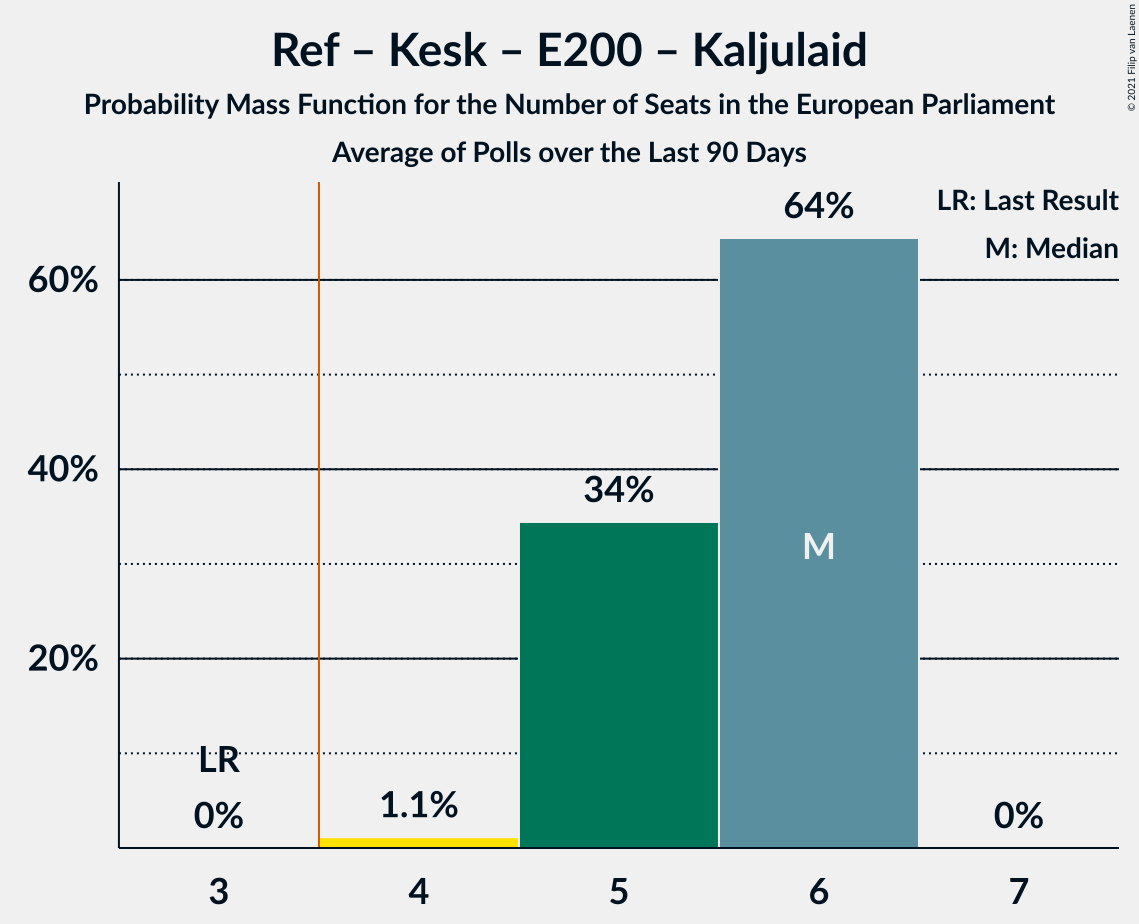 Ref – Kesk – E200 – Kaljulaid
Probability Mass Function for the Number of Seats in the European Parliament
Average of Polls over the Last 90 Days
© 2021 Filip van Laenen
LR: Last Result
M: Median
64%
60%
40%
34%
M
20%
LR
0%
1.1%
0%
3 4 5 6 7